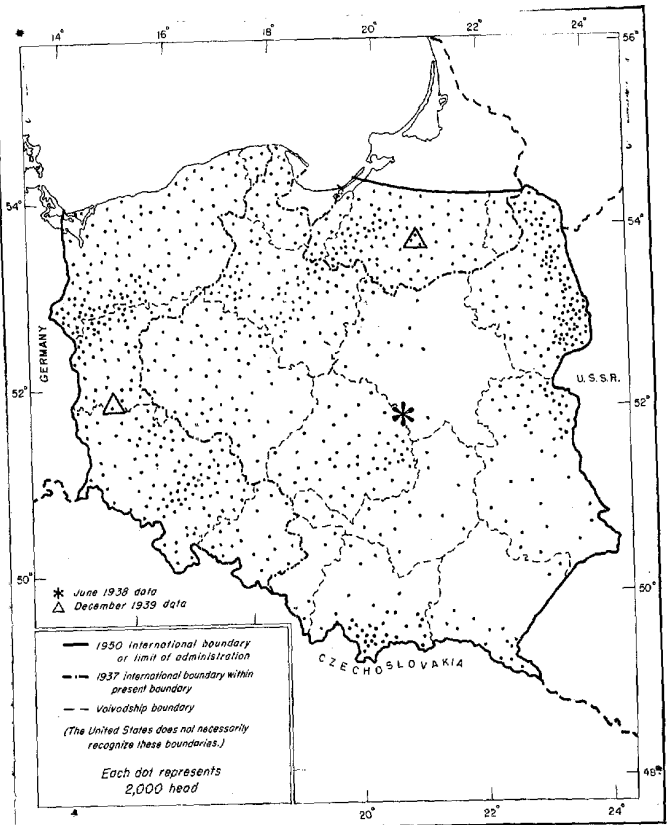 14° 16° 18° 20° 22° 24°
56°
54° 54°
GERMANY
52° 52°
U.S.S.R.
50° 50°
* June 1938 data
△ December 1939 data
1950 international boundary
or limit of administration
1937 international boundary within
present boundary
Voivodship boundary
(The United States does not necessarily
recognize these boundaries.)
Each dot represents
2,000 head
CZECHOSLOVAKIA
48°
20° 22° 24°